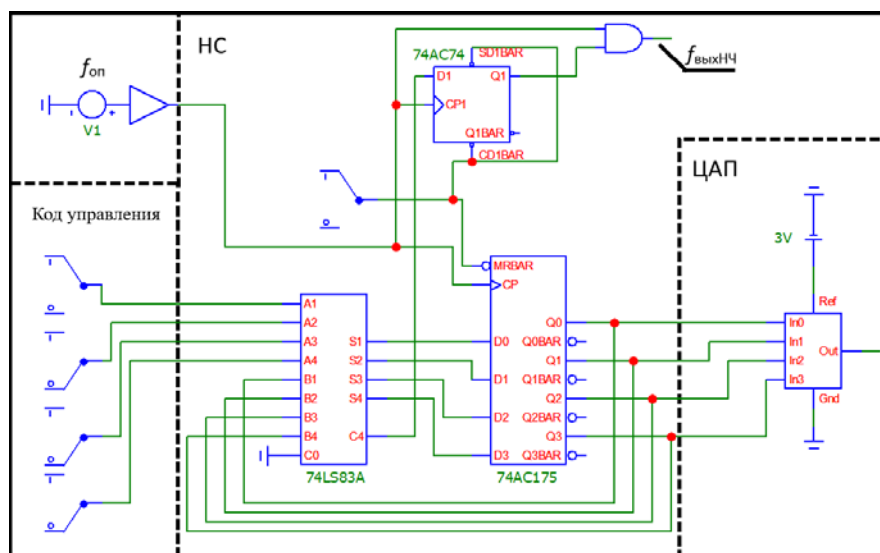 НС
fоп
V1
Код управления
74AC74
SD1BAR
D1
Q1
CP1
Q1BAR
CD1BAR
fвыхНЧ
ЦАП
3V
MRBAR
CP
Ref
A1
A2
A3
A4
B1
B2
B3
B4
C0
S1
S2
S3
S4
C4
74LS83A
D0
D1
D2
D3
Q0
Q0BAR
Q1
Q1BAR
Q2
Q2BAR
Q3
Q3BAR
74AC175
In0
In1
In2
In3
Out
Gnd